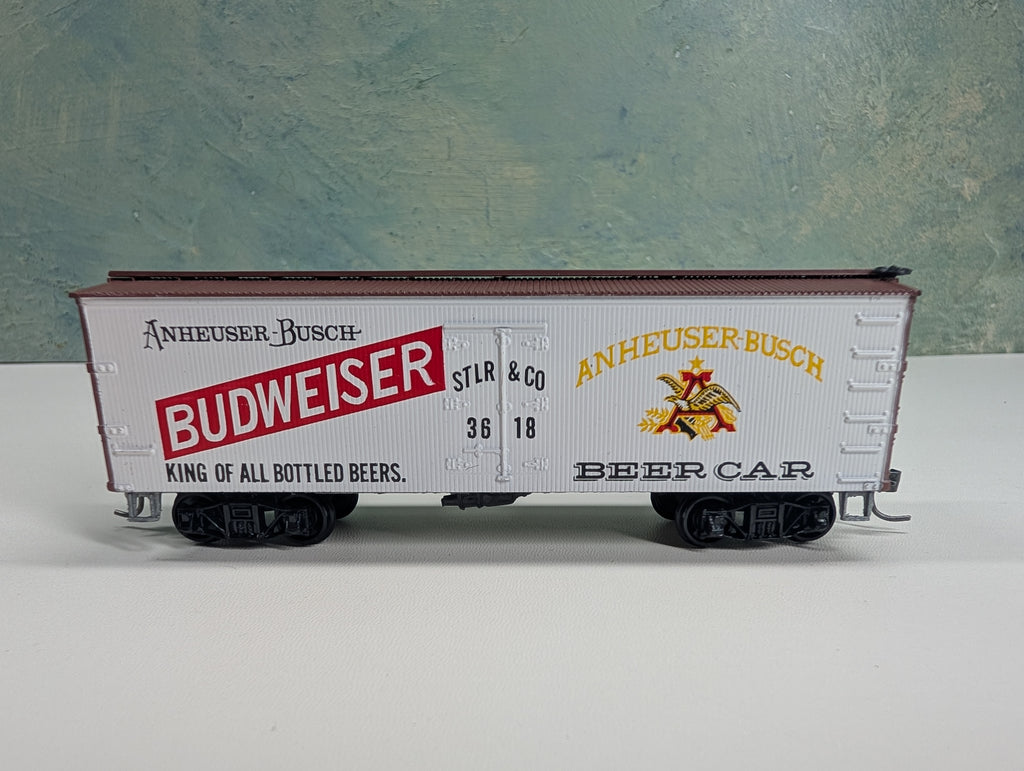 ANHEUSER-BUSCH
BUDWEISER
KING OF ALL BOTTLED BEERS.
STLR & CO
36 18
ANHEUSER-BUSCH
A
BEER CAR